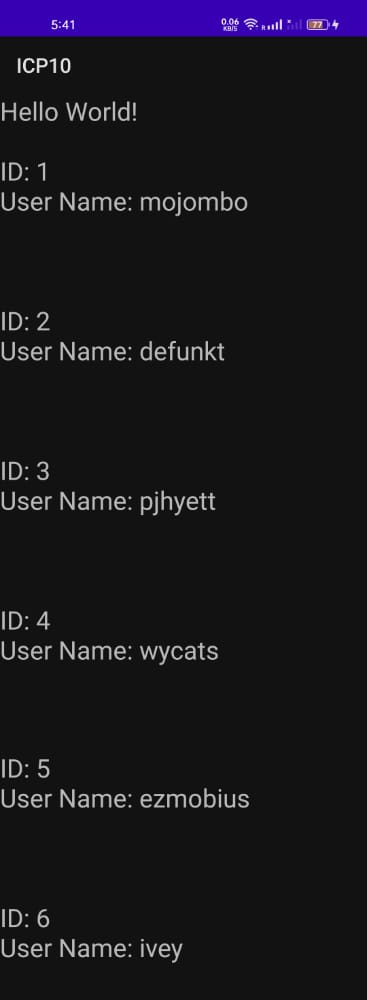 5:41
0.06
KB/S
R
77
ICP10
Hello World!
ID: 1
User Name: mojombo
ID: 2
User Name: defunkt
ID: 3
User Name: pjhyett
ID: 4
User Name: wycats
ID: 5
User Name: ezmobius
ID: 6
User Name: ivey